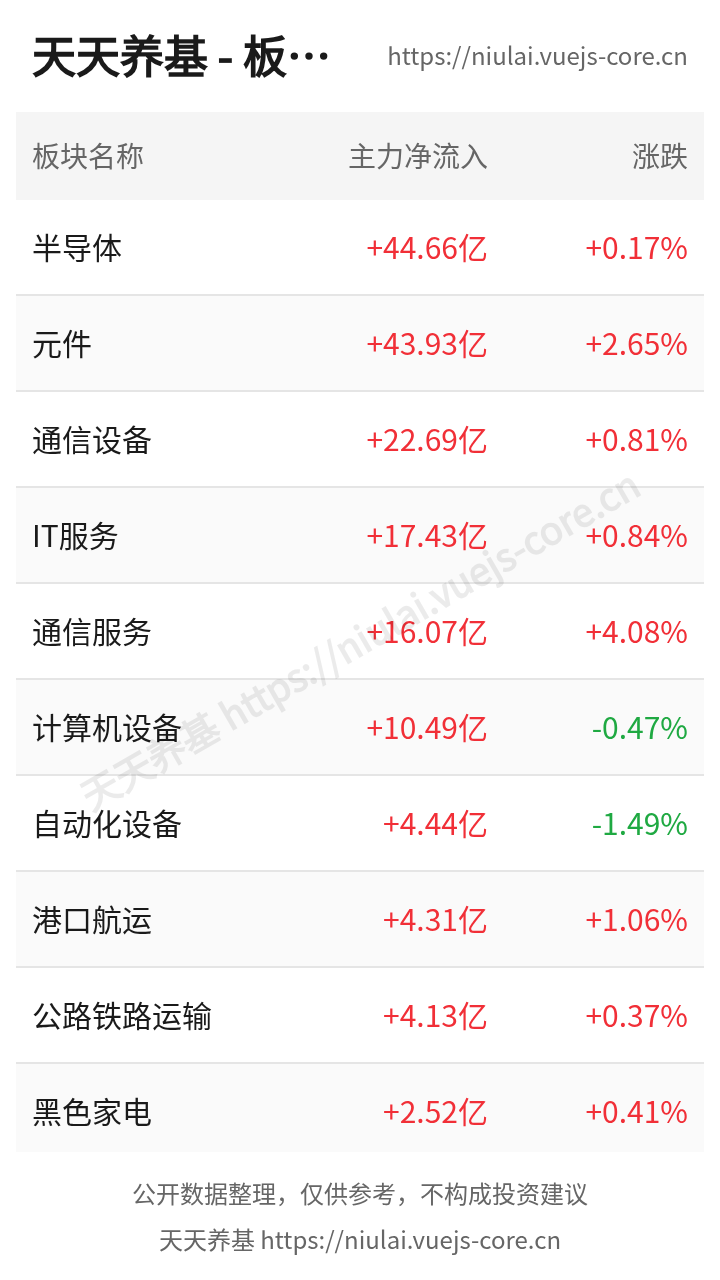 天天养基 - 板… https://niulai.vuejs-core.cn
板块名称 主力净流入 涨跌
半导体 +44.66亿 +0.17%
元件 +43.93亿 +2.65%
通信设备 +22.69亿 +0.81%
IT服务 +17.43亿 +0.84%
通信服务 +16.07亿 +4.08%
计算机设备 +10.49亿 -0.47%
自动化设备 +4.44亿 -1.49%
港口航运 +4.31亿 +1.06%
公路铁路运输 +4.13亿 +0.37%
黑色家电 +2.52亿 +0.41%
天天养基 https://niulai.vuejs-core.cn
公开数据整理，仅供参考，不构成投资建议
天天养基 https://niulai.vuejs-core.cn